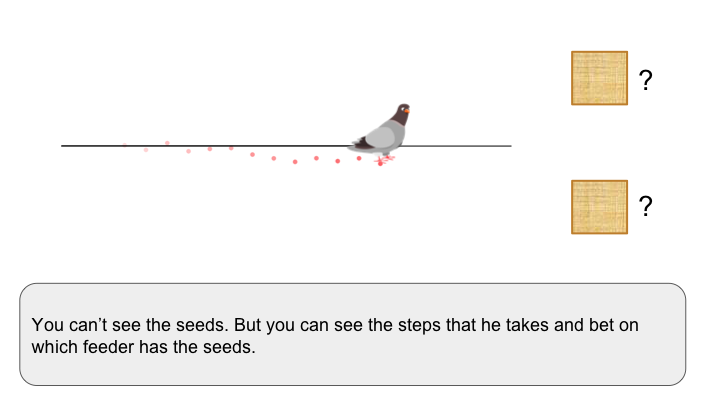 ?
?
You can’t see the seeds. But you can see the steps that he takes and bet on
which feeder has the seeds.